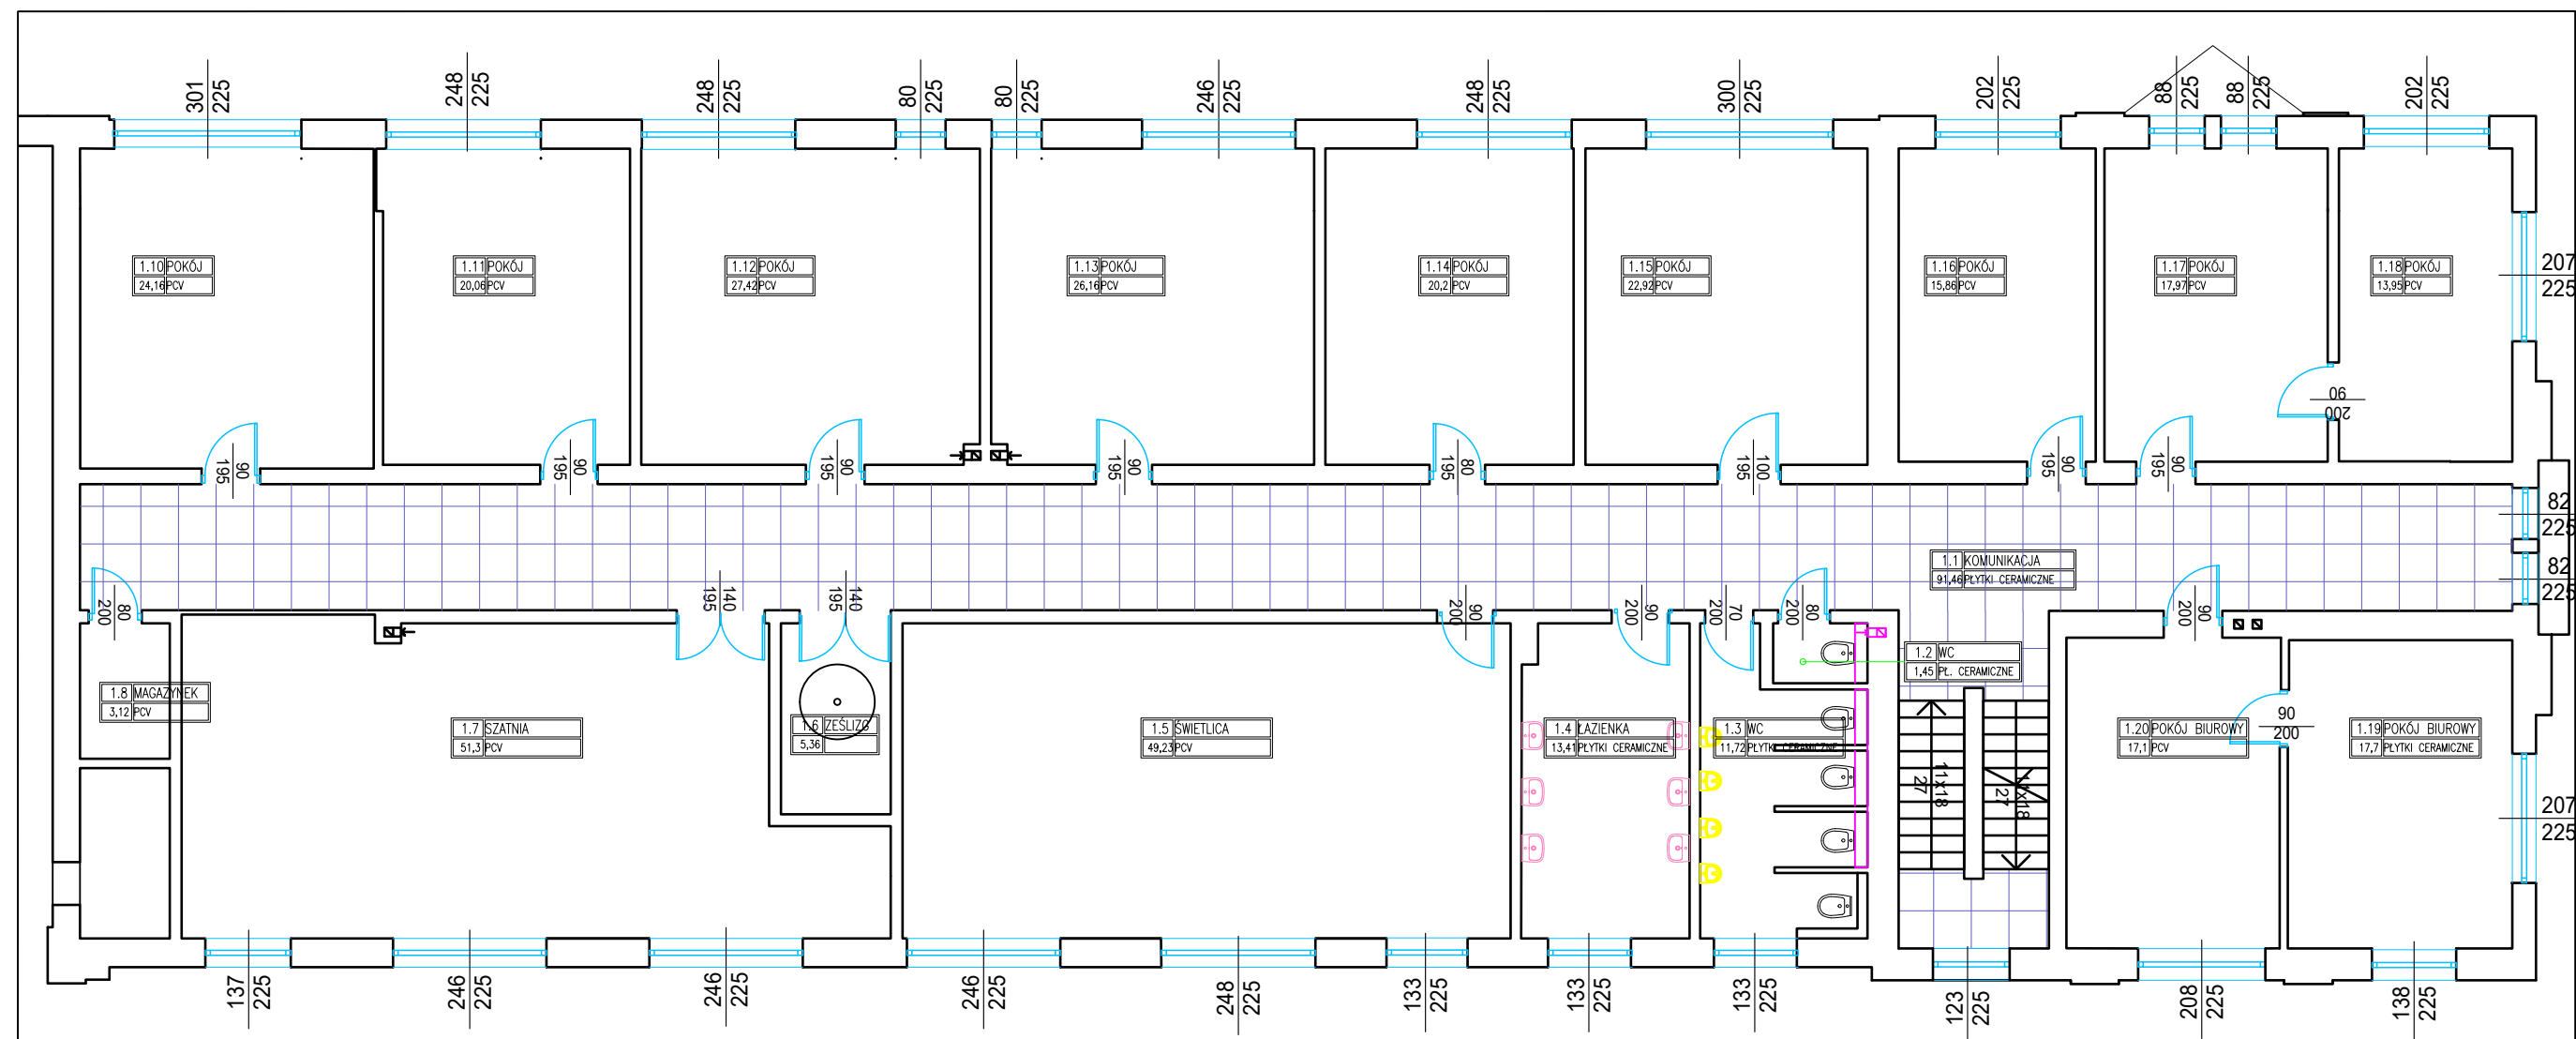 301
225
248
225
248
225
80
225
80
225
246
225
248
225
300
225
202
225
88
225
88
225
202
225
1.10 POKÓJ
24,16 PCV
1.11 POKÓJ
20,06 PCV
1.12 POKÓJ
27,42 PCV
1.13 POKÓJ
26,16 PCV
1.14 POKÓJ
20,2 PCV
1.15 POKÓJ
22,92 PCV
1.16 POKÓJ
15,86 PCV
1.17 POKÓJ
17,97 PCV
1.18 POKÓJ
13,95 PCV
207
225
90
200
90
195
90
195
90
195
90
195
80
195
100
195
90
195
90
195
82
225
82
225
1.1 KOMUNIKACJA
91,46 PŁYTKI CERAMICZNE
80
200
140
195
140
195
90
200
90
200
70
200
80
200
90
200
1.2 WC
1,45 PŁ. CERAMICZNE
1.8 MAGAZYNEK
3,12 PCV
1.7 SZATNIA
51,3 PCV
1.6 ZEŚLIZG
5,36
1.5 ŚWIETLICA
49,23 PCV
1.4 ŁAZIENKA
13,41 PŁYTKI CERAMICZNE
1.3 WC
11,72 PŁYTKI CERAMICZNE
1.20 POKÓJ BIUROWY
17,1 PCV
90
200
1.19 POKÓJ BIUROWY
17,7 PŁYTKI CERAMICZNE
11x18
27
11x18
27
207
225
137
225
246
225
246
225
246
225
248
225
133
225
133
225
133
225
123
225
208
225
138
225